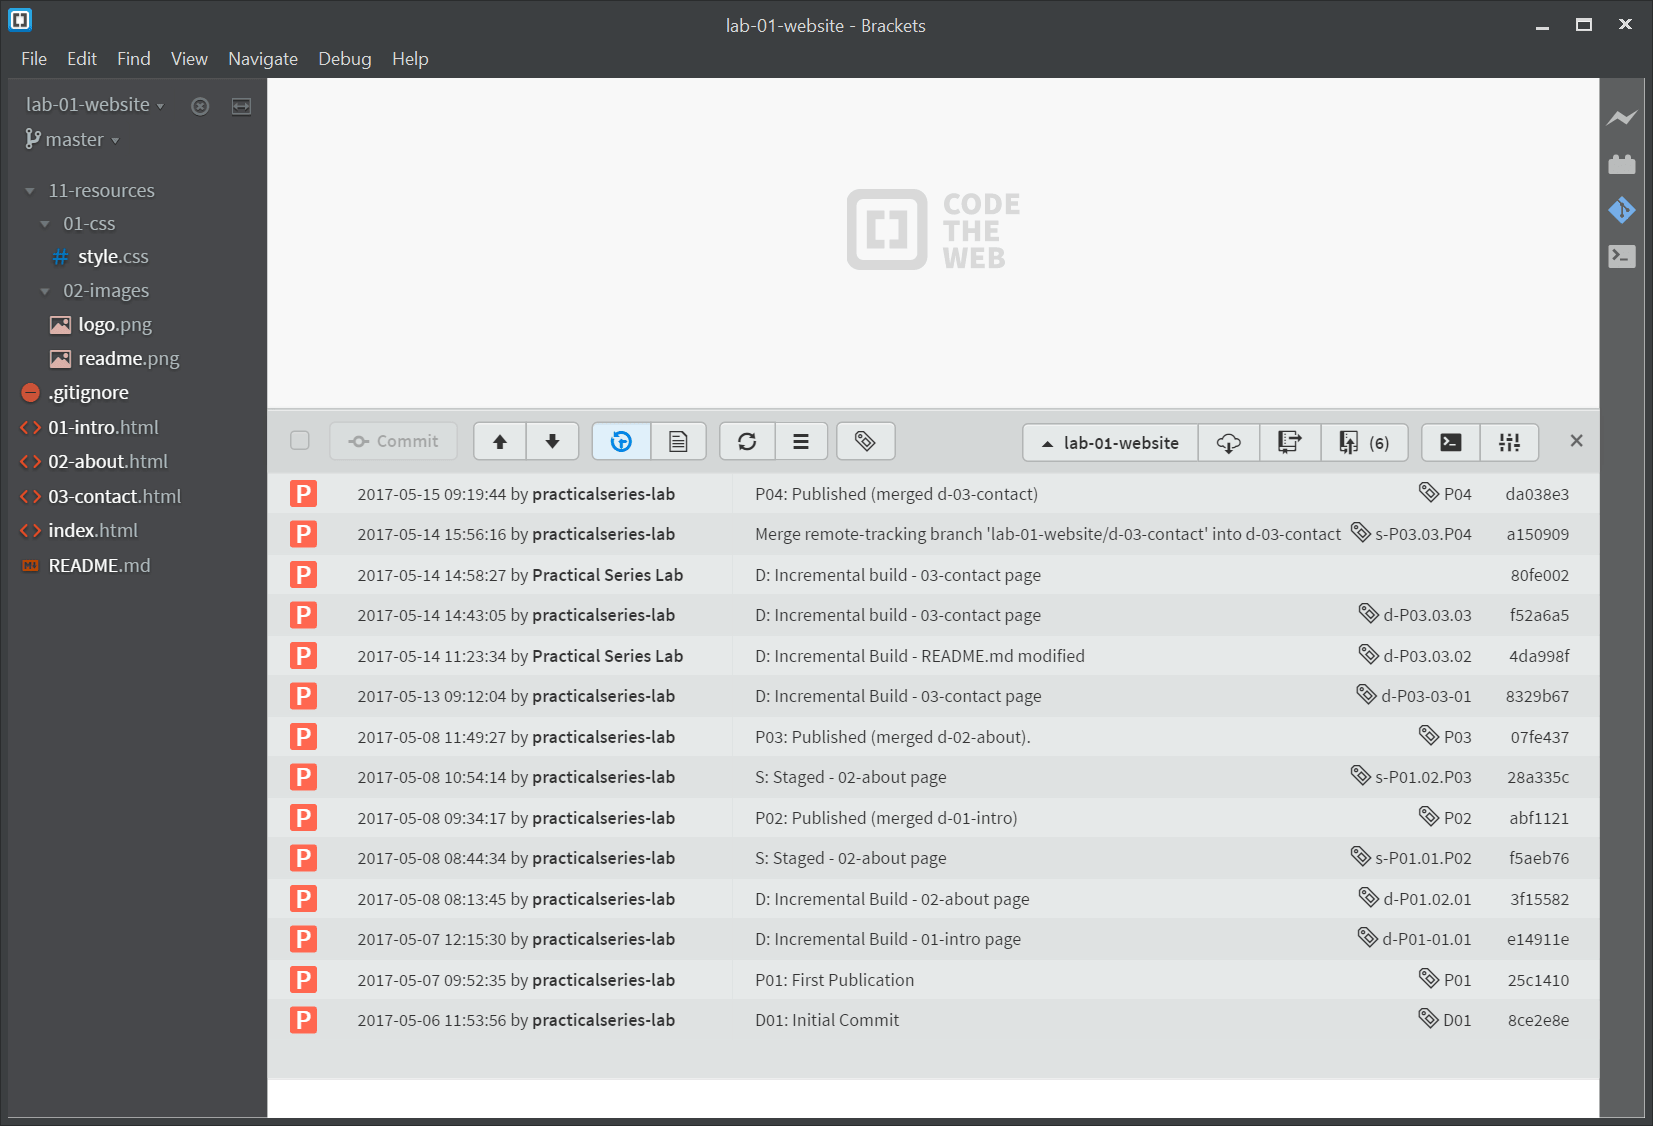 lab-01-website - Brackets
File Edit Find View Navigate Debug Help
lab-01-website
master
11-resources
01-css
style.css
02-images
logo.png
readme.png
.gitignore
01-intro.html
02-about.html
03-contact.html
index.html
README.md
CODE
THE
WEB
Commit lab-01-website (6)
P 2017-05-15 09:19:44 by practicalseries-lab P04: Published (merged d-03-contact) P04 da038e3
P 2017-05-14 15:56:16 by practicalseries-lab Merge remote-tracking branch 'lab-01-website/d-03-contact' into d-03-contact s-P03.03.P04 a150909
P 2017-05-14 14:58:27 by Practical Series Lab D: Incremental build - 03-contact page 80fe002
P 2017-05-14 14:43:05 by practicalseries-lab D: Incremental build - 03-contact page d-P03.03.03 f52a6a5
P 2017-05-14 11:23:34 by Practical Series Lab D: Incremental Build - README.md modified d-P03.03.02 4da998f
P 2017-05-13 09:12:04 by practicalseries-lab D: Incremental Build - 03-contact page d-P03-03-01 8329b67
P 2017-05-08 11:49:27 by practicalseries-lab P03: Published (merged d-02-about). P03 07fe437
P 2017-05-08 10:54:14 by practicalseries-lab S: Staged - 02-about page s-P01.02.P03 28a335c
P 2017-05-08 09:34:17 by practicalseries-lab P02: Published (merged d-01-intro) P02 abf1121
P 2017-05-08 08:44:34 by practicalseries-lab S: Staged - 02-about page s-P01.01.P02 f5aeb76
P 2017-05-08 08:13:45 by practicalseries-lab D: Incremental Build - 02-about page d-P01.02.01 3f15582
P 2017-05-07 12:15:30 by practicalseries-lab D: Incremental Build - 01-intro page d-P01-01.01 e14911e
P 2017-05-07 09:52:35 by practicalseries-lab P01: First Publication P01 25c1410
P 2017-05-06 11:53:56 by practicalseries-lab D01: Initial Commit D01 8ce2e8e